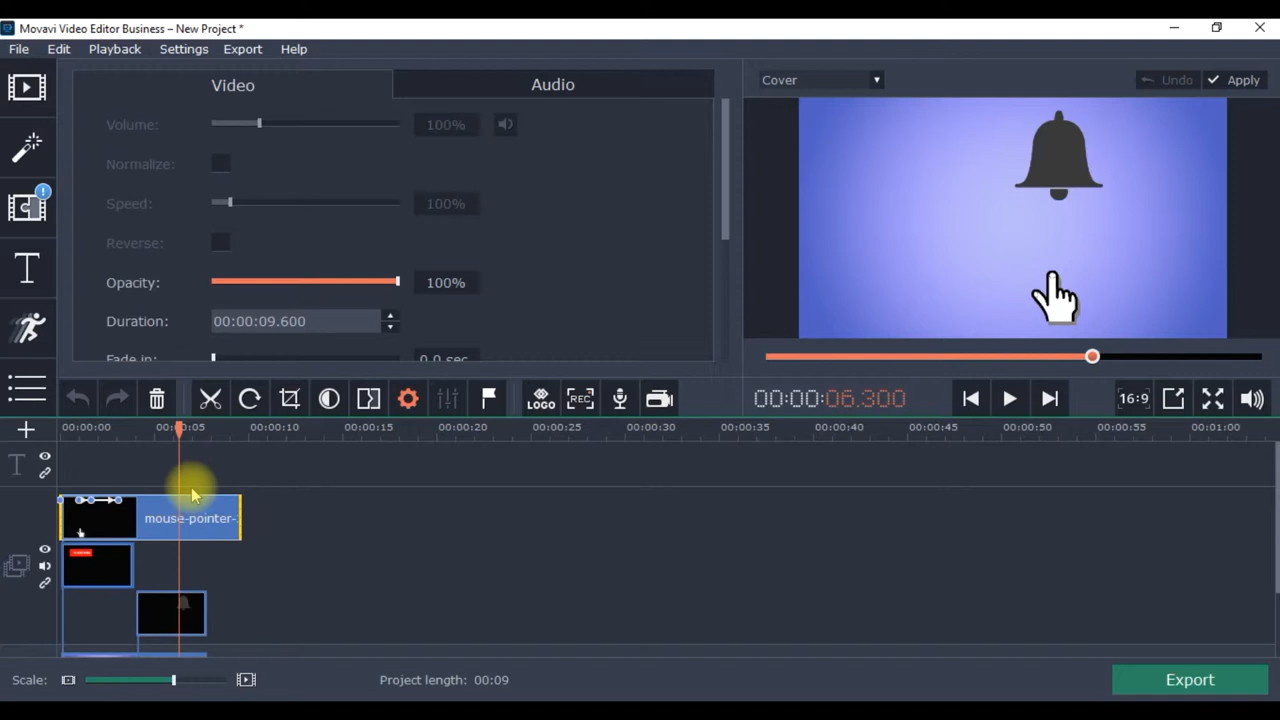 Movavi Video Editor Business – New Project *
File Edit Playback Settings Export Help
Video Audio
Cover Undo Apply
Volume: 100%
Normalize:
Speed: 100%
Reverse:
Opacity: 100%
Duration: 00:00:09.600
Fade in: 0.0 sec
LOGO REC 00:00:06.300 16:9
00:00:00 00:00:05 00:00:10 00:00:15 00:00:20 00:00:25 00:00:30 00:00:35 00:00:40 00:00:45 00:00:50 00:00:55 00:01:00
mouse-pointer-
Scale: Project length: 00:09 Export